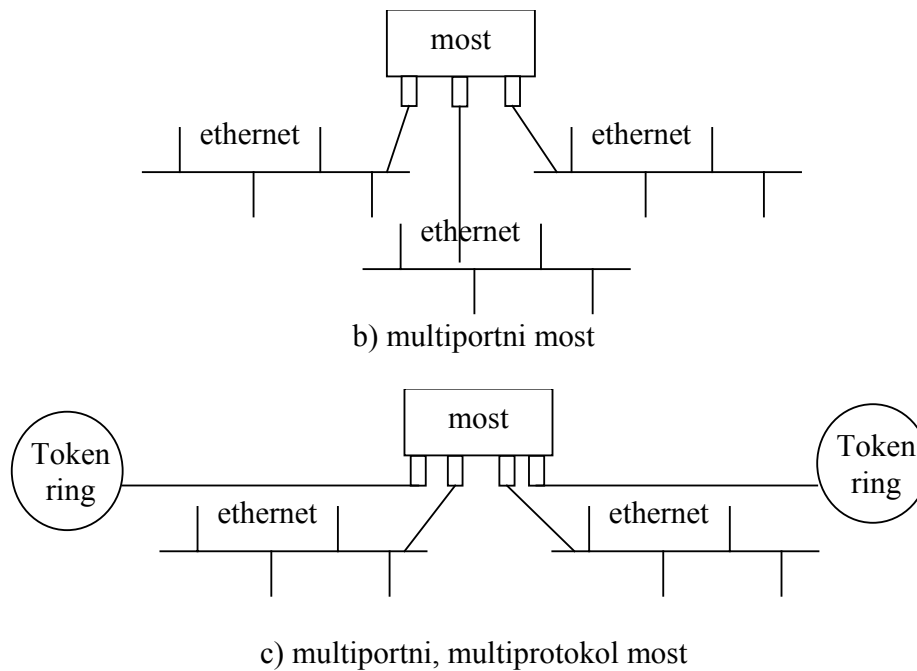 most
ethernet
ethernet
ethernet
b) multiportni most
most
Token
ring
Token
ring
ethernet
ethernet
c) multiportni, multiprotokol most